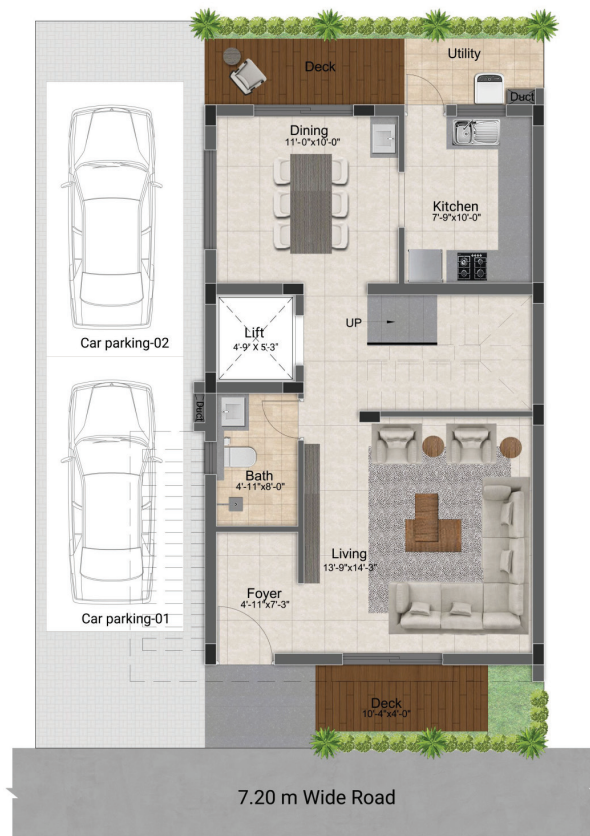 Utility
Deck
Duct
Dining
11'-0"x10'-0"
Kitchen
7'-9"x10'-0"
UP
Lift
4'-9" X 5'-3"
Car parking-02
Duct
Bath
4'-11"x8'-0"
Living
13'-9"x14'-3"
Foyer
4'-11"x7'-3"
Car parking-01
Deck
10'-4"x4'-0"
7.20 m Wide Road